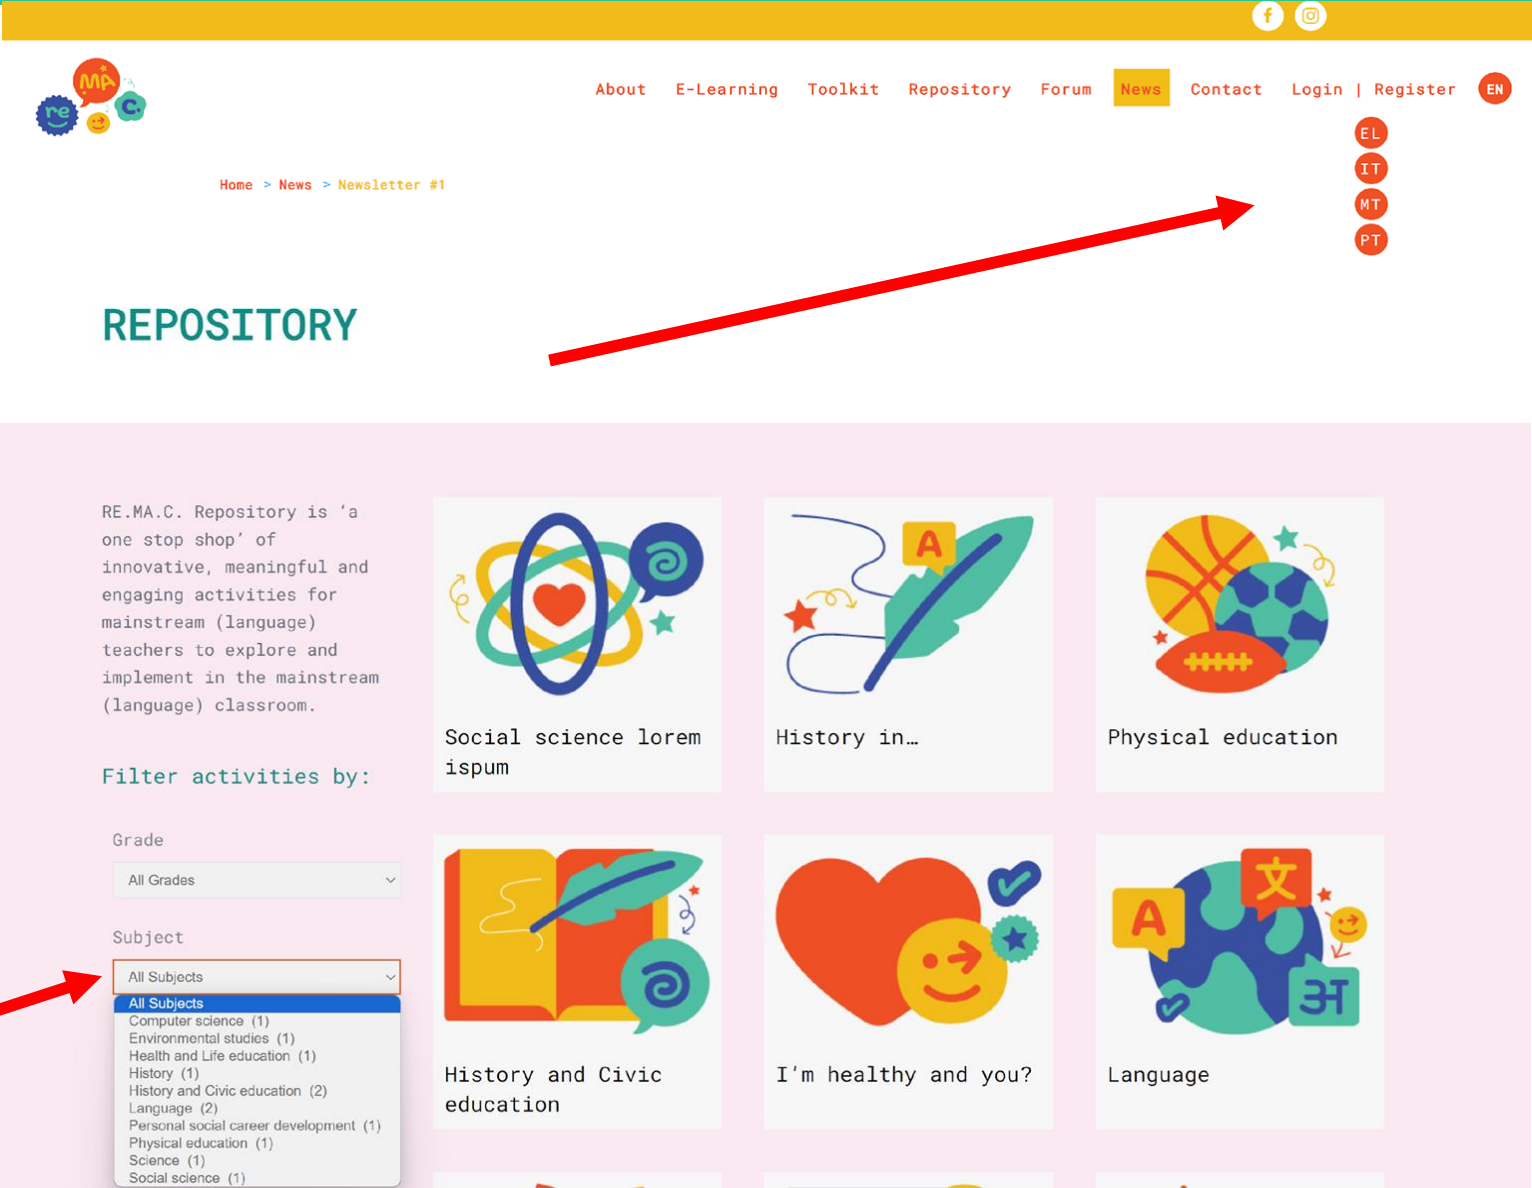 f
MA
re
C.
About E-Learning Toolkit Repository Forum News Contact Login | Register EN
EL
IT
MT
PT
Home > News > Newsletter #1
REPOSITORY
RE.MA.C. Repository is ‘a
one stop shop’ of
innovative, meaningful and
engaging activities for
mainstream (language)
teachers to explore and
implement in the mainstream
(language) classroom.
Filter activities by:
Grade
All Grades
Subject
All Subjects
All Subjects
Computer science (1)
Environmental studies (1)
Health and Life education (1)
History (1)
History and Civic education (2)
Language (2)
Personal social career development (1)
Physical education (1)
Science (1)
Social science (1)
Social science lorem
ispum
A
History in…
Physical education
History and Civic
education
I'm healthy and you?
A
文
अ
Language